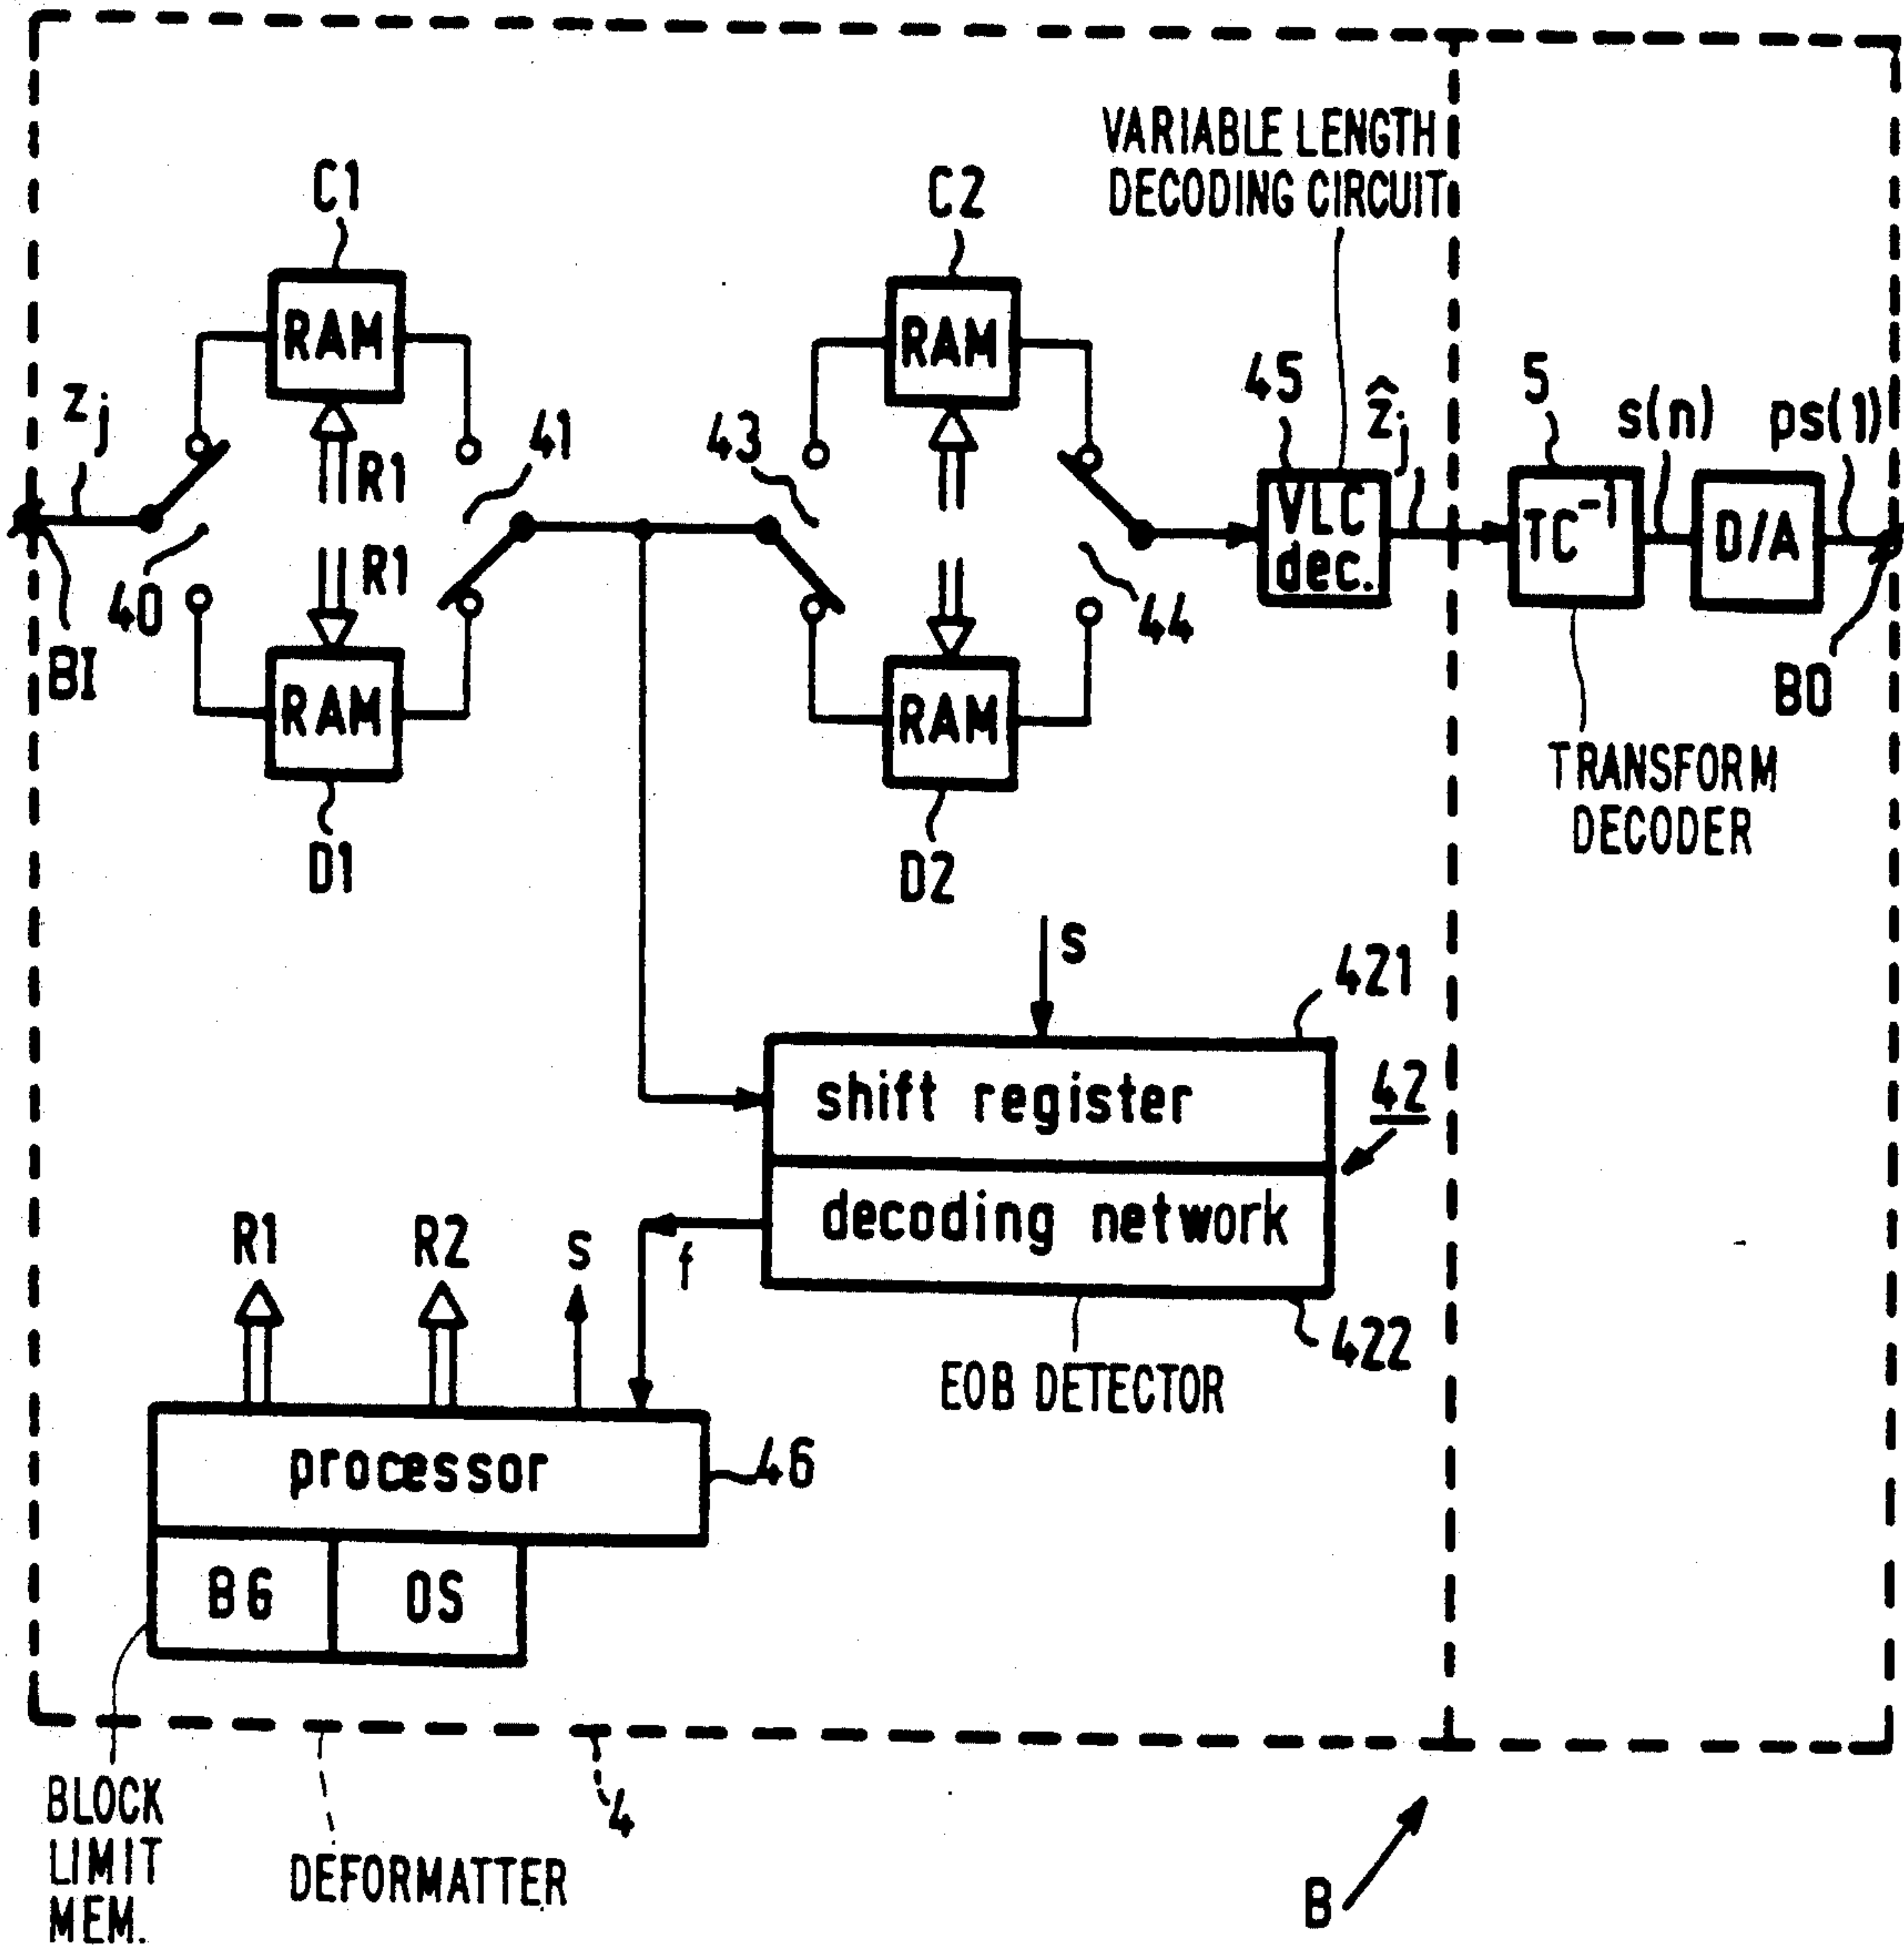 VARIABLE LENGTH
DECODING CIRCUIT
C1
C2
RAM
RAM
zj
R1
41
43
45
ẑj
5
s(n)
ps(1)
VLC
dec.
TC⁻¹
D/A
R1
40
44
BI
BO
RAM
RAM
TRANSFORM
DECODER
D1
D2
s
421
shift register
42
decoding network
R1
R2
s
f
422
EOB DETECTOR
processor
46
BG
OS
BLOCK
LIMIT
MEM.
DEFORMATTER
4
B